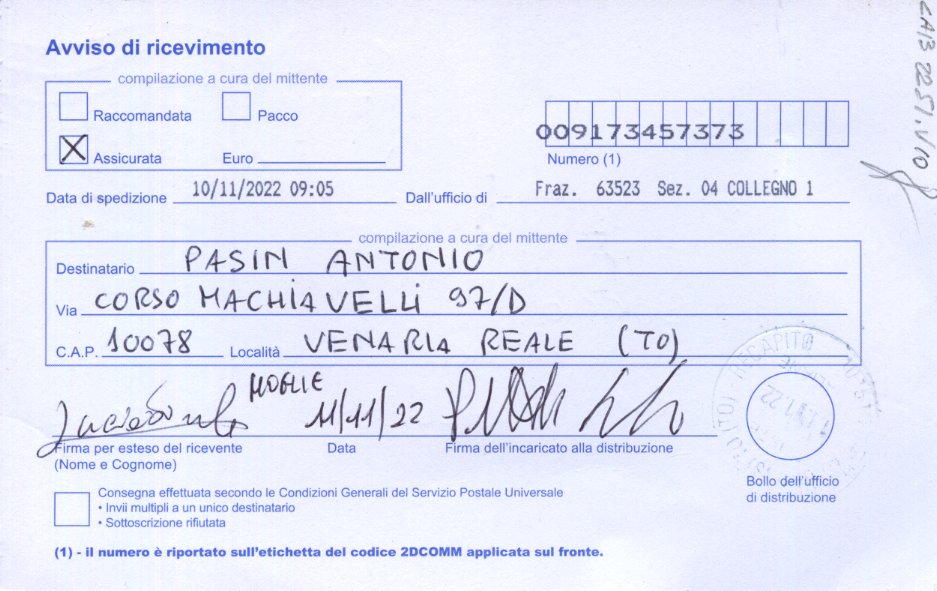 Avviso di ricevimento
compilazione a cura del mittente
Raccomandata Pacco
Assicurata Euro
009173457373
Numero (1)
Data di spedizione 10/11/2022 09:05 Dall'ufficio di Fraz. 63523 Sez. 04 COLLEGNO 1
compilazione a cura del mittente
Destinatario PASIN ANTONIO
Via CORSO MACHIAVELLI 97/D
C.A.P. 10078 Località VENARIA REALE (TO)
MOGLIE
11/11/22
Firma per esteso del ricevente
(Nome e Cognome)
Data
Firma dell'incaricato alla distribuzione
RECAPITO
Bollo dell'ufficio
di distribuzione
Consegna effettuata secondo le Condizioni Generali del Servizio Postale Universale
• Invii multipli a un unico destinatario
• Sottoscrizione rifiutata
(1) - il numero è riportato sull'etichetta del codice 2DCOMM applicata sul fronte.